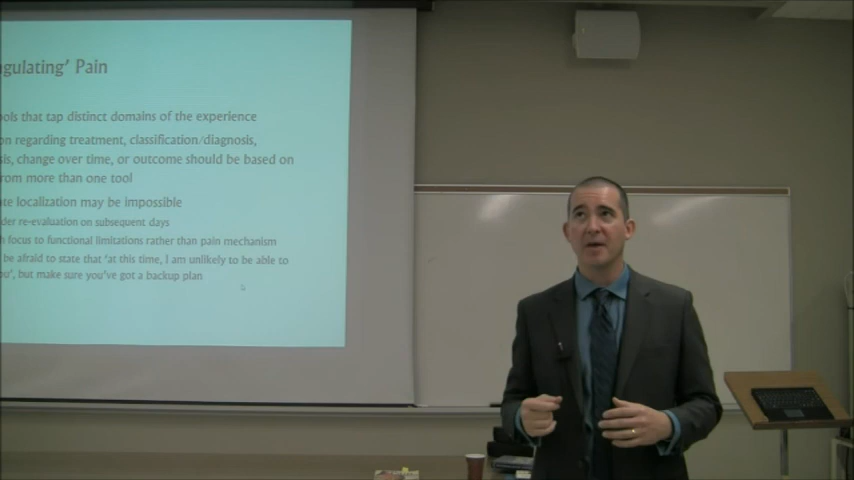 ngulating' Pain
ools that tap distinct domains of the experience
on regarding treatment, classification/diagnosis,
sis, change over time, or outcome should be based on
rom more than one tool
ate localization may be impossible
der re-evaluation on subsequent days
h focus to functional limitations rather than pain mechanism
be afraid to state that 'at this time, I am unlikely to be able to
ou', but make sure you've got a backup plan